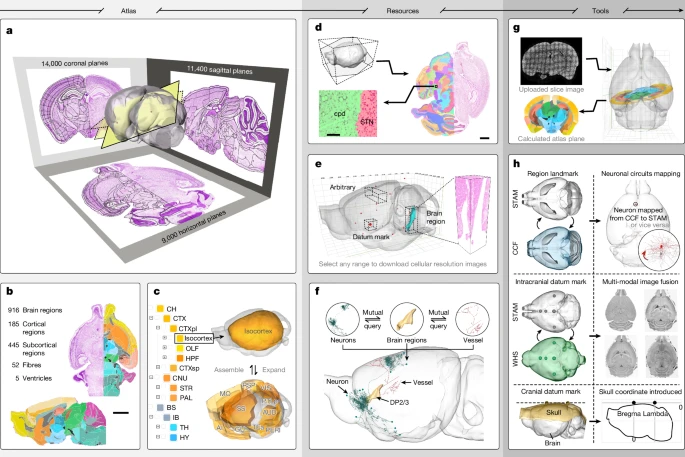 Atlas
Resources
Tools
a
14,000 coronal planes
11,400 sagittal planes
9,000 horizontal planes
b
916 Brain regions
185 Cortical
regions
445 Subcortical
regions
52 Fibres
5 Ventricles
c
CH
CTX
CTXpl
Isocortex
OLF
HPF
CTXsp
CNU
STR
PAL
BS
IB
TH
HY
Isocortex
Assemble
Expand
MO
SS
d
cpd
STN
e
Arbitrary
Datum mark
Brain
region
Select any range to download cellular resolution images
f
Mutual
query
Mutual
query
Neurons
Brain regions
Vessel
Neuron
Vessel
DP2/3
g
Uploaded slice image
Calculated atlas plane
h
Region landmark
Neuronal circuits mapping
STAM
CCF
Neuron mapped
from CCF to STAM
or vice versa
Intracranial datum mark
Multi-modal image fusion
STAM
WHS
Cranial datum mark
Skull coordinate introduced
Skull
Brain
Bregma Lambda
0